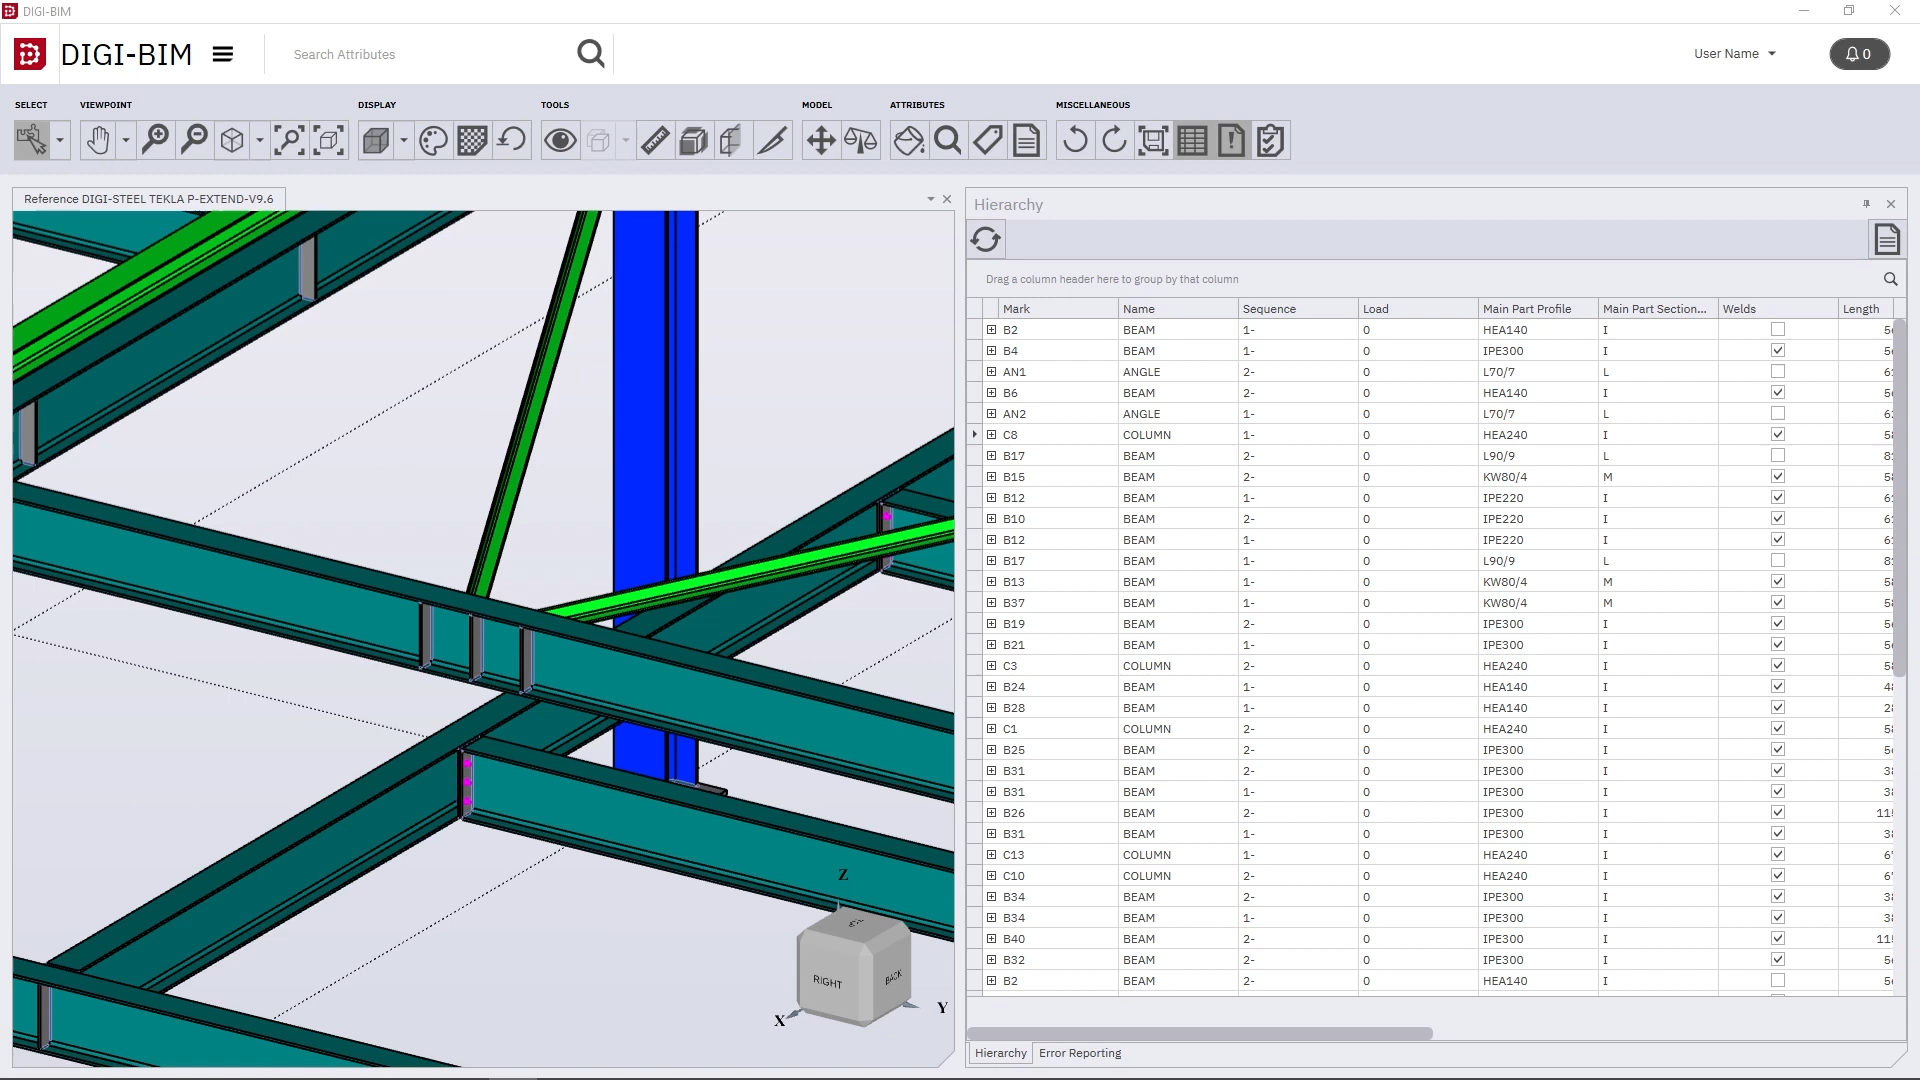 DIGI-BIM
DIGI-BIM
Search Attributes
User Name
0
SELECT VIEWPOINT DISPLAY TOOLS MODEL ATTRIBUTES MISCELLANEOUS
Reference DIGI-STEEL TEKLA P-EXTEND-V9.6
Z
RIGHT
BACK
X
Y
Hierarchy
Drag a column header here to group by that column
Mark Name Sequence Load Main Part Profile Main Part Section... Welds Length
B2 BEAM 1- 0 HEA140 I
B4 BEAM 1- 0 IPE300 I
AN1 ANGLE 2- 0 L70/7 L
B6 BEAM 2- 0 HEA140 I
AN2 ANGLE 1- 0 L70/7 L
C8 COLUMN 1- 0 HEA240 I
B17 BEAM 2- 0 L90/9 L
B15 BEAM 2- 0 KW80/4 M
B12 BEAM 1- 0 IPE220 I
B10 BEAM 2- 0 IPE220 I
B12 BEAM 1- 0 IPE220 I
B17 BEAM 1- 0 L90/9 L
B13 BEAM 1- 0 KW80/4 M
B37 BEAM 1- 0 KW80/4 M
B19 BEAM 2- 0 IPE300 I
B21 BEAM 1- 0 IPE300 I
C3 COLUMN 2- 0 HEA240 I
B24 BEAM 1- 0 HEA140 I
B28 BEAM 1- 0 HEA140 I
C1 COLUMN 2- 0 HEA240 I
B25 BEAM 2- 0 IPE300 I
B31 BEAM 2- 0 IPE300 I
B31 BEAM 1- 0 IPE300 I
B26 BEAM 2- 0 IPE300 I
B31 BEAM 1- 0 IPE300 I
C13 COLUMN 1- 0 HEA240 I
C10 COLUMN 2- 0 HEA240 I
B34 BEAM 2- 0 IPE300 I
B34 BEAM 1- 0 IPE300 I
B40 BEAM 2- 0 IPE300 I
B32 BEAM 2- 0 IPE300 I
B2 BEAM 2- 0 HEA140 I
Hierarchy Error Reporting